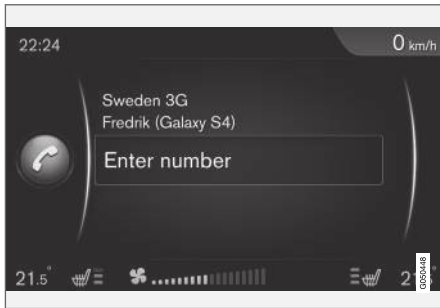 22:24
0 km/h
Sweden 3G
Fredrik (Galaxy S4)
Enter number
21.5°
G050448